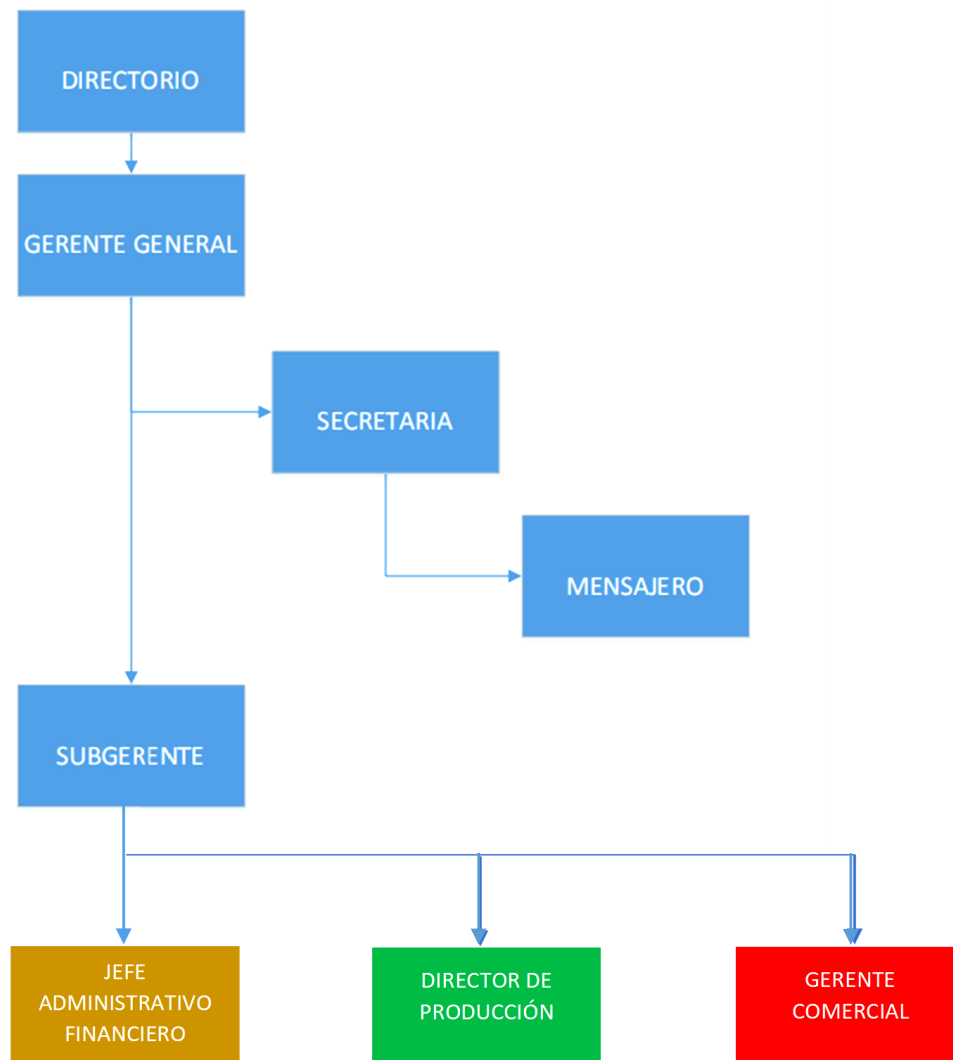 DIRECTORIO
GERENTE GENERAL
SECRETARIA
MENSAJERO
SUBGERENTE
JEFE
ADMINISTRATIVO
FINANCIERO
DIRECTOR DE
PRODUCCIÓN
GERENTE
COMERCIAL